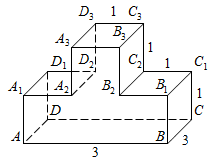 D₃ 1 C₃
A₃ B₃ 1
D₁ D₂ C₂ 1 C₁
A₁ A₂ B₂ B₁ 1
D C
A 3 B 3